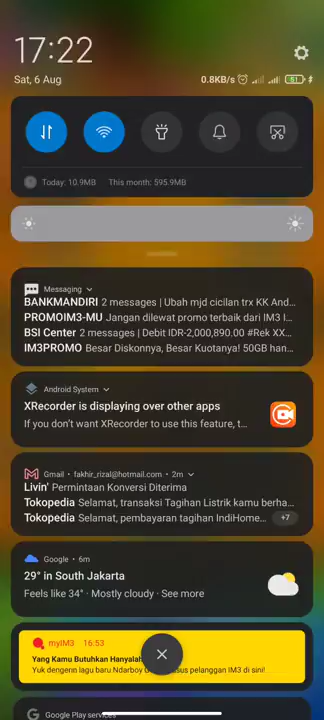 17:22
Sat, 6 Aug
0.8KB/s
61
Today: 10.9MB This month: 595.9MB
Messaging
BANKMANDIRI 2 messages | Ubah mjd cicilan trx KK And...
PROMOIM3-MU Jangan dilewat promo terbaik dari IM3 I...
BSI Center 2 messages | Debit IDR-2,000,890.00 #Rek XX...
IM3PROMO Besar Diskonnya, Besar Kuotanya! 50GB han...
Android System
XRecorder is displaying over other apps
If you don't want XRecorder to use this feature, t...
Gmail • fakhir_rizal@hotmail.com • 2m
Livin' Permintaan Konversi Diterima
Tokopedia Selamat, transaksi Tagihan Listrik kamu berha...
Tokopedia Selamat, pembayaran tagihan IndiHome...
+7
Google • 6m
29° in South Jakarta
Feels like 34° · Mostly cloudy · See more
myIM3 16.53
Yang Kamu Butuhkan Hanyalah
Yuk dengerin lagu baru Ndarboy G usus pelanggan IM3 di sini!
Google Play services